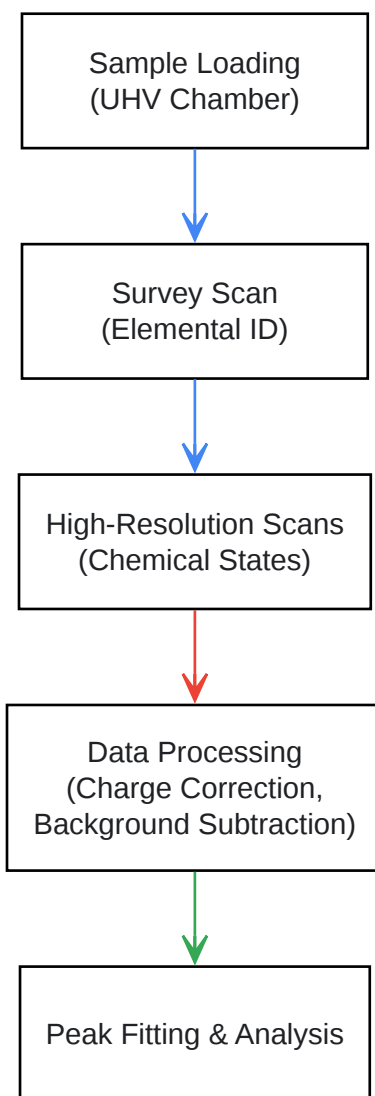 Sample Loading
(UHV Chamber)
Survey Scan
(Elemental ID)
High-Resolution Scans
(Chemical States)
Data Processing
(Charge Correction,
Background Subtraction)
Peak Fitting & Analysis